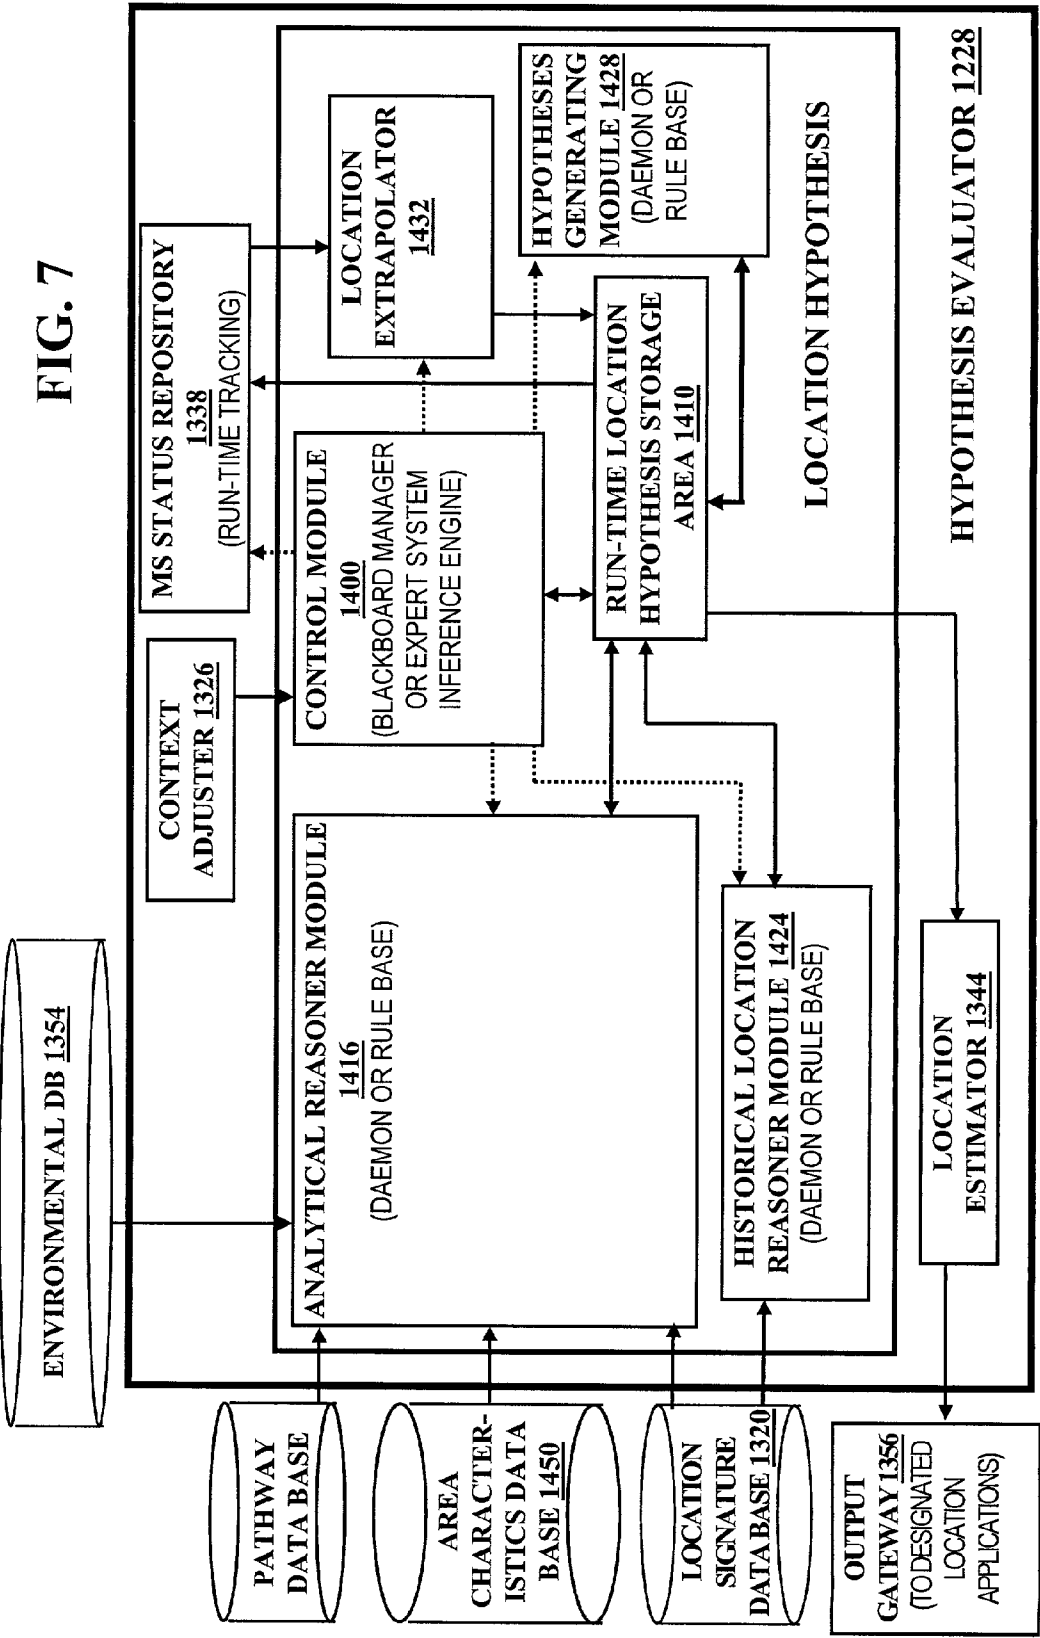 FIG. 7
ENVIRONMENTAL DB 1354
CONTEXT
ADJUSTER 1326
MS STATUS REPOSITORY
1338
(RUN-TIME TRACKING)
PATHWAY
DATA BASE
AREA
CHARACTER-
ISTICS DATA
BASE 1450
LOCATION
SIGNATURE
DATA BASE 1320
OUTPUT
GATEWAY 1356
(TO DESIGNATED
LOCATION
APPLICATIONS)
ANALYTICAL REASONER MODULE
1416
(DAEMON OR RULE BASE)
CONTROL MODULE
1400
(BLACKBOARD MANAGER
OR EXPERT SYSTEM
INFERENCE ENGINE)
LOCATION
EXTRAPOLATOR
1432
HYPOTHESES
GENERATING
MODULE 1428
(DAEMON OR
RULE BASE)
RUN-TIME LOCATION
HYPOTHESIS STORAGE
AREA 1410
HISTORICAL LOCATION
REASONER MODULE 1424
(DAEMON OR RULE BASE)
LOCATION HYPOTHESIS
LOCATION
ESTIMATOR 1344
HYPOTHESIS EVALUATOR 1228